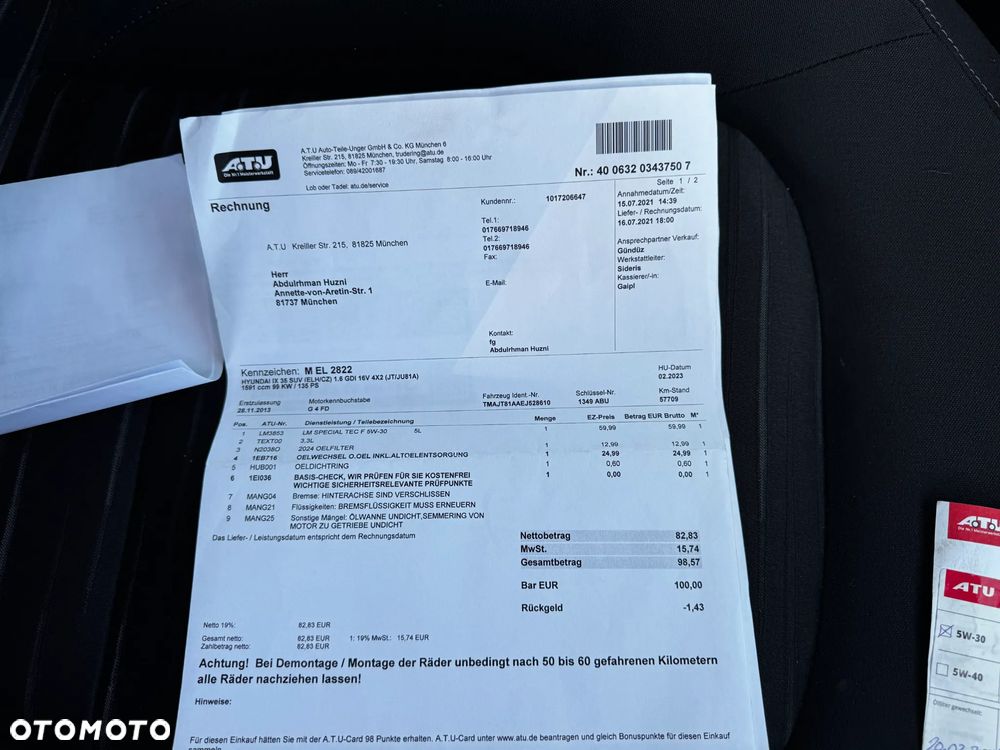 A.T.U
Die Nr.1 Meisterwerkstatt
A.T.U Auto-Teile-Unger GmbH & Co. KG München 6
Kreiller Str. 215, 81825 München, trudering@atu.de
Öffnungszeiten: Mo - Fr 7:30 - 19:30 Uhr, Samstag 8:00 - 16:00 Uhr
Servicetelefon: 089/42001687
Lob oder Tadel: atu.de/service
Nr.: 40 0632 0343750 7
Seite 1 / 2
Rechnung
Kundennr.: 1017206647
Annahmedatum/Zeit:
15.07.2021 14:39
Liefer- / Rechnungsdatum:
16.07.2021 18:00
Tel.1:
017669718946
Tel.2:
017669718946
Fax:
E-Mail:
Ansprechpartner Verkauf:
Gündüz
Werkstattleiter:
Sideris
Kassierer/-in:
Gaipl
A.T.U Kreiller Str. 215, 81825 München
Herr
Abdulrhman Huzni
Annette-von-Aretin-Str. 1
81737 München
Kontakt:
fg
Abdulrhman Huzni
Kennzeichen: M EL 2822
HYUNDAI IX 35 SUV (ELH/CZ) 1.6 GDI 16V 4X2 (JT/JU81A)
1591 ccm 99 KW / 135 PS
HU-Datum
02.2023
Erstzulassung Motorkennbuchstabe Fahrzeug Ident.-Nr. Schlüssel-Nr. Km-Stand
28.11.2013 G 4 FD TMAJT81AAEJ528610 1349 ABU 57709
Pos. ATU-Nr. Dienstleistung / Teilebezeichnung Menge EZ-Preis Betrag EUR Brutto M*
1 LM3853 LM SPECIAL TEC F 5W-30 5L 1 59,99 59,99 1
2 TEXT00 3,3L
3 N2038O 2024 OELFILTER 1 12,99 12,99 1
4 1EB716 OELWECHSEL O.OEL INKL.ALTOELENTSORGUNG 1 24,99 24,99 1
5 HUB001 OELDICHTRING 1 0,60 0,60 1
6 1EI036 BASIS-CHECK, WIR PRÜFEN FÜR SIE KOSTENFREI 1 0,00 0,00 1
WICHTIGE SICHERHEITSRELEVANTE PRÜFPUNKTE
7 MANG04 Bremse: HINTERACHSE SIND VERSCHLISSEN
8 MANG21 Flüssigkeiten: BREMSFLÜSSIGKEIT MUSS ERNEUERN
9 MANG25 Sonstige Mängel: ÖLWANNE UNDICHT,SEMMERING VON
MOTOR ZU GETRIEBE UNDICHT
Das Liefer- / Leistungsdatum entspricht dem Rechnungsdatum
Nettobetrag 82,83
MwSt. 15,74
Gesamtbetrag 98,57
Bar EUR 100,00
Rückgeld -1,43
Netto 19%: 82,83 EUR
Gesamt netto: 82,83 EUR 1: 19% MwSt.: 15,74 EUR
Zahlbetrag netto: 82,83 EUR
Achtung! Bei Demontage / Montage der Räder unbedingt nach 50 bis 60 gefahrenen Kilometern
alle Räder nachziehen lassen!
Hinweise:
Für diesen Einkauf hätten Sie mit der A.T.U-Card 98 Punkte erhalten. A.T.U-Card unter www.atu.de beantragen und gleich Bonuspunkte für diesen Einkauf
sammeln
A.T.U
Die Nr.1 Meisterwerkstatt
ATU
5W-30
5W-40
Ölfilter gewechselt:
OTOMOTO